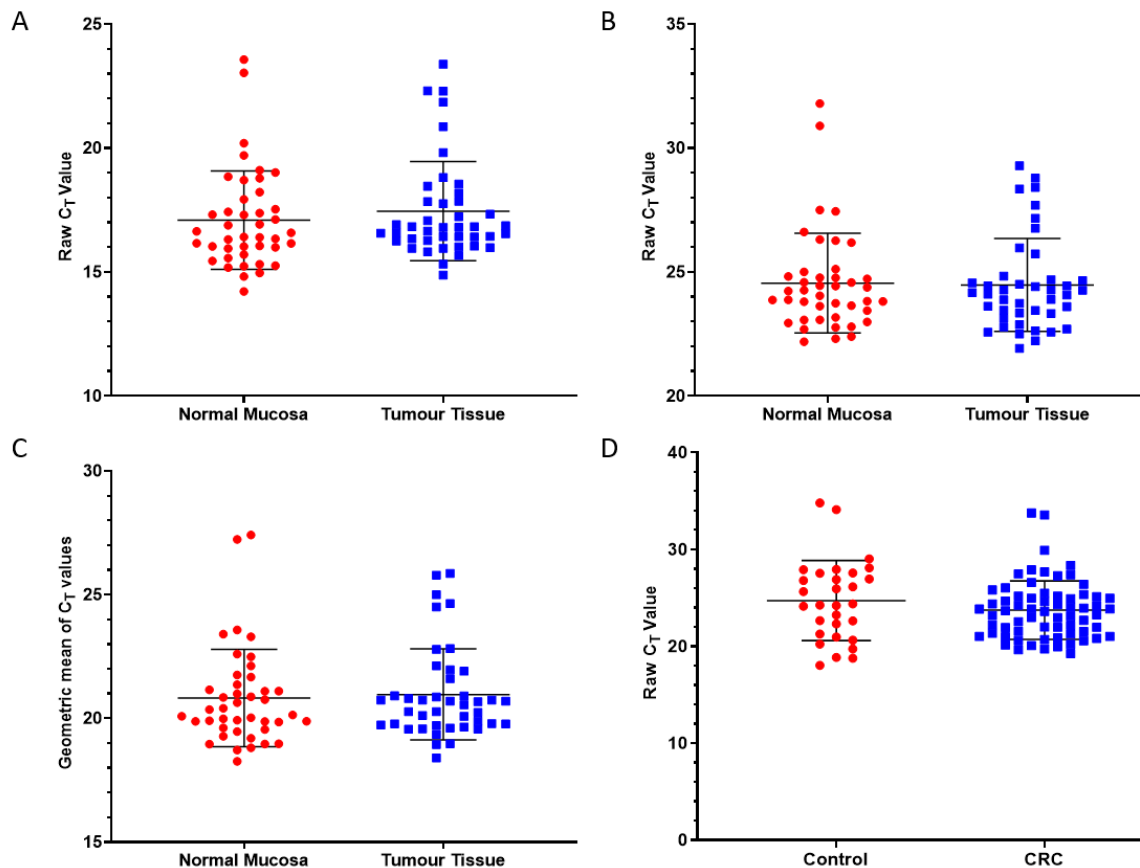 A
Raw CT Value
25
20
15
10
Normal Mucosa
Tumour Tissue
B
Raw CT Value
35
30
25
20
Normal Mucosa
Tumour Tissue
C
Geometric mean of CT values
30
25
20
15
Normal Mucosa
Tumour Tissue
D
Raw CT Value
40
30
20
10
0
Control
CRC